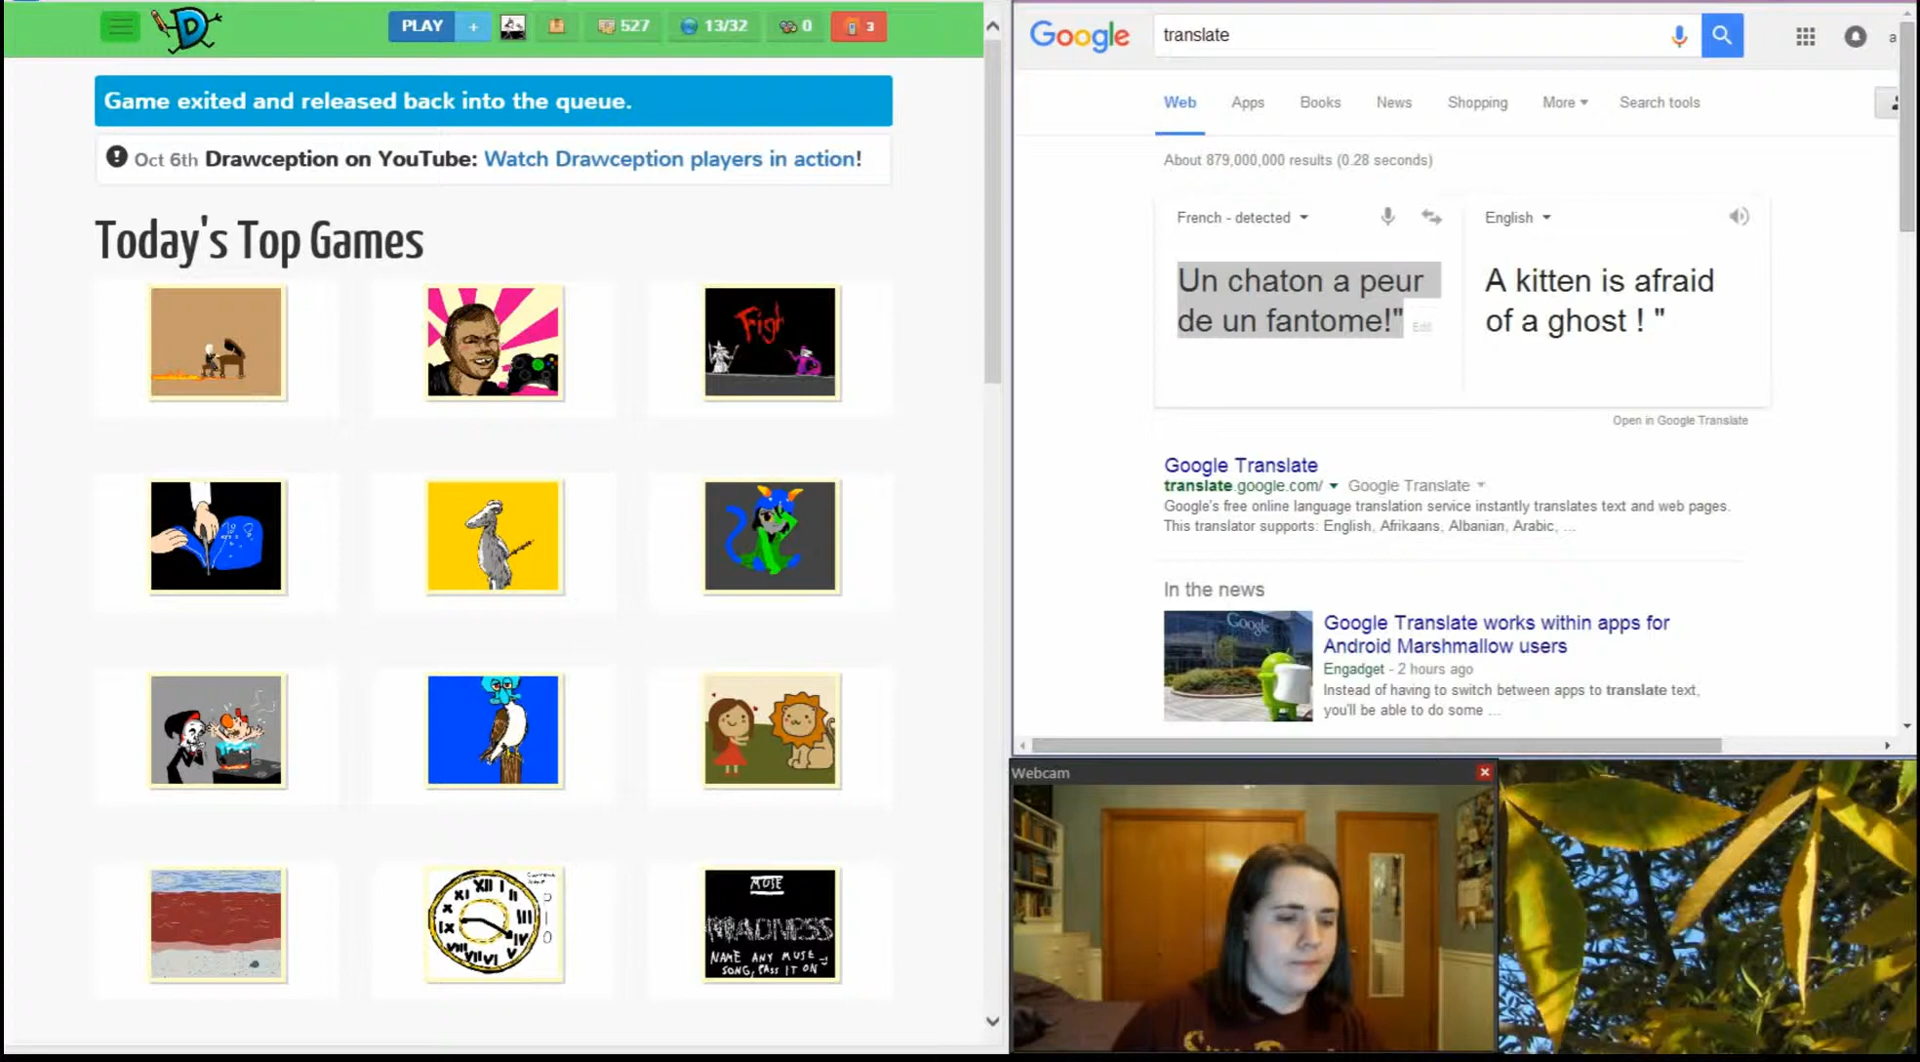 PLAY + 527 13/32 0 3
Game exited and released back into the queue.
Oct 6th Drawception on YouTube: Watch Drawception players in action!
Today's Top Games
Figh
MUSE
MADNESS
NAME ANY MUSE
SONG, PASS IT ON
XII I II III IV V VI VII VIII IX X XI
Google translate
Web Apps Books News Shopping More Search tools
About 879,000,000 results (0.28 seconds)
French - detected English
Un chaton a peur
de un fantome!" Edit
A kitten is afraid
of a ghost ! "
Open in Google Translate
Google Translate
translate.google.com/ Google Translate
Google's free online language translation service instantly translates text and web pages.
This translator supports: English, Afrikaans, Albanian, Arabic, ...
In the news
Google
Google Translate works within apps for
Android Marshmallow users
Engadget - 2 hours ago
Instead of having to switch between apps to translate text,
you'll be able to do some ...
Webcam